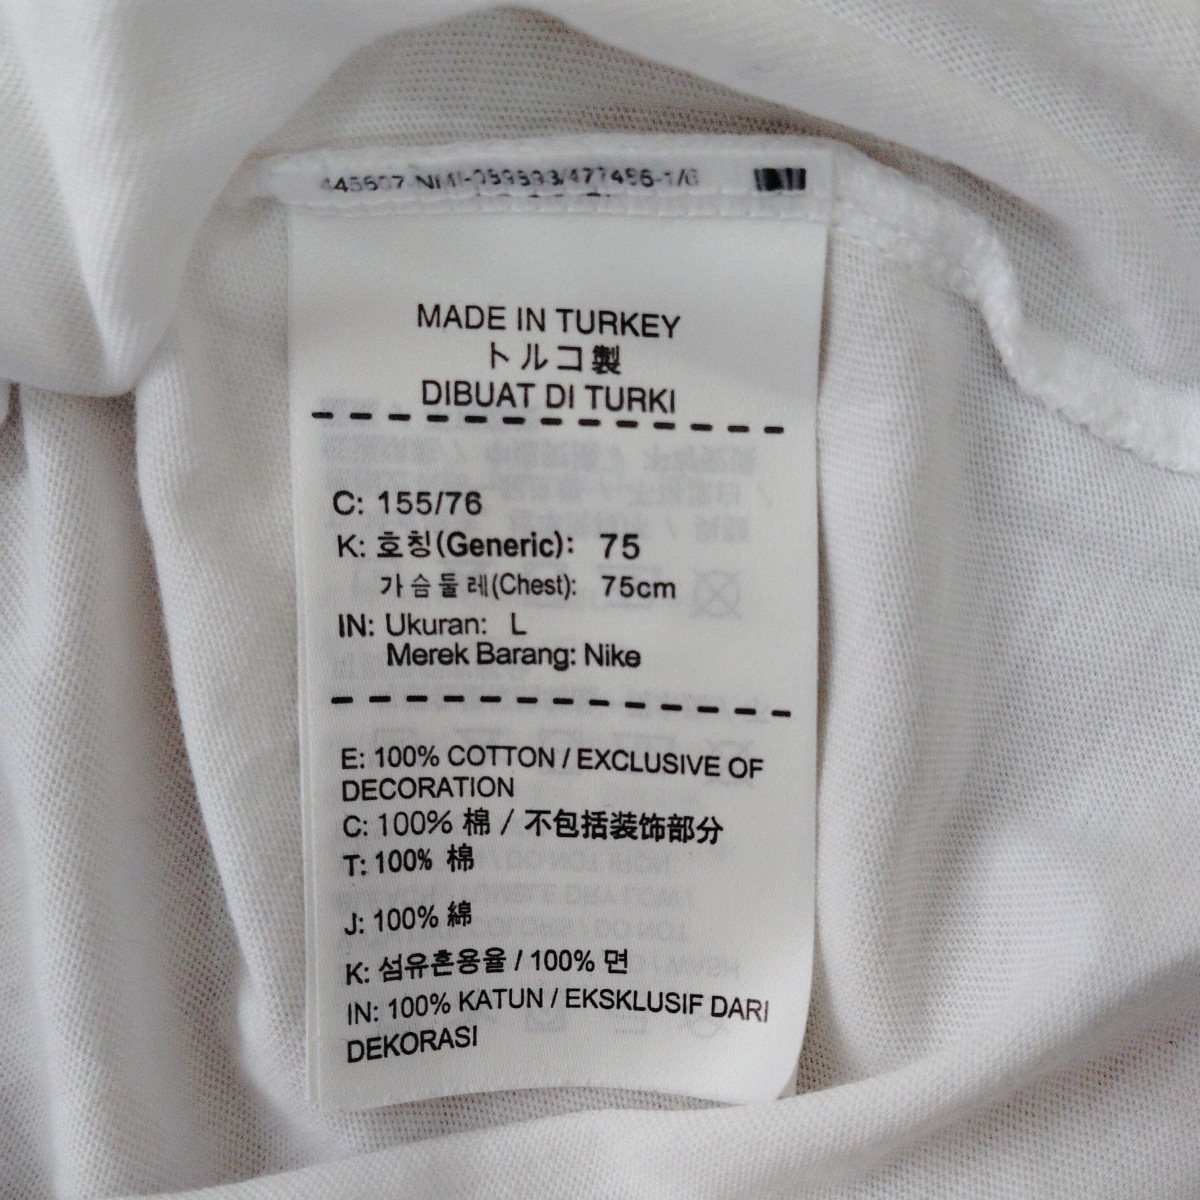 MADE IN TURKEY
トルコ製
DIBUAT DI TURKI
C: 155/76
K: 호칭(Generic): 75
가슴둘레(Chest): 75cm
IN: Ukuran: L
Merek Barang: Nike
E: 100% COTTON / EXCLUSIVE OF
DECORATION
C: 100% 棉 / 不包括装饰部分
T: 100% 棉
J: 100% 綿
K: 섬유혼용율 / 100% 면
IN: 100% KATUN / EKSKLUSIF DARI
DEKORASI